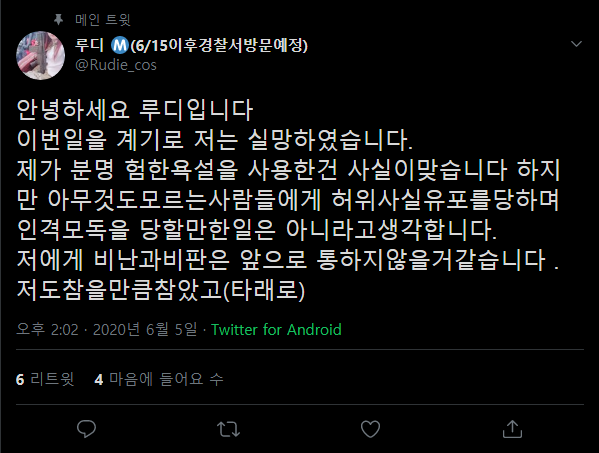 메인 트윗
루디 Ⓜ(6/15이후경찰서방문예정)
@Rudie_cos
안녕하세요 루디입니다
이번일을 계기로 저는 실망하였습니다.
제가 분명 험한욕설을 사용한건 사실이맞습니다 하지
만 아무것도모르는사람들에게 허위사실유포를당하며
인격모독을 당할만한일은 아니라고생각합니다.
저에게 비난과비판은 앞으로 통하지않을거같습니다 .
저도참을만큼참았고(타래로)
오후 2:02 · 2020년 6월 5일 · Twitter for Android
6 리트윗 4 마음에 들어요 수